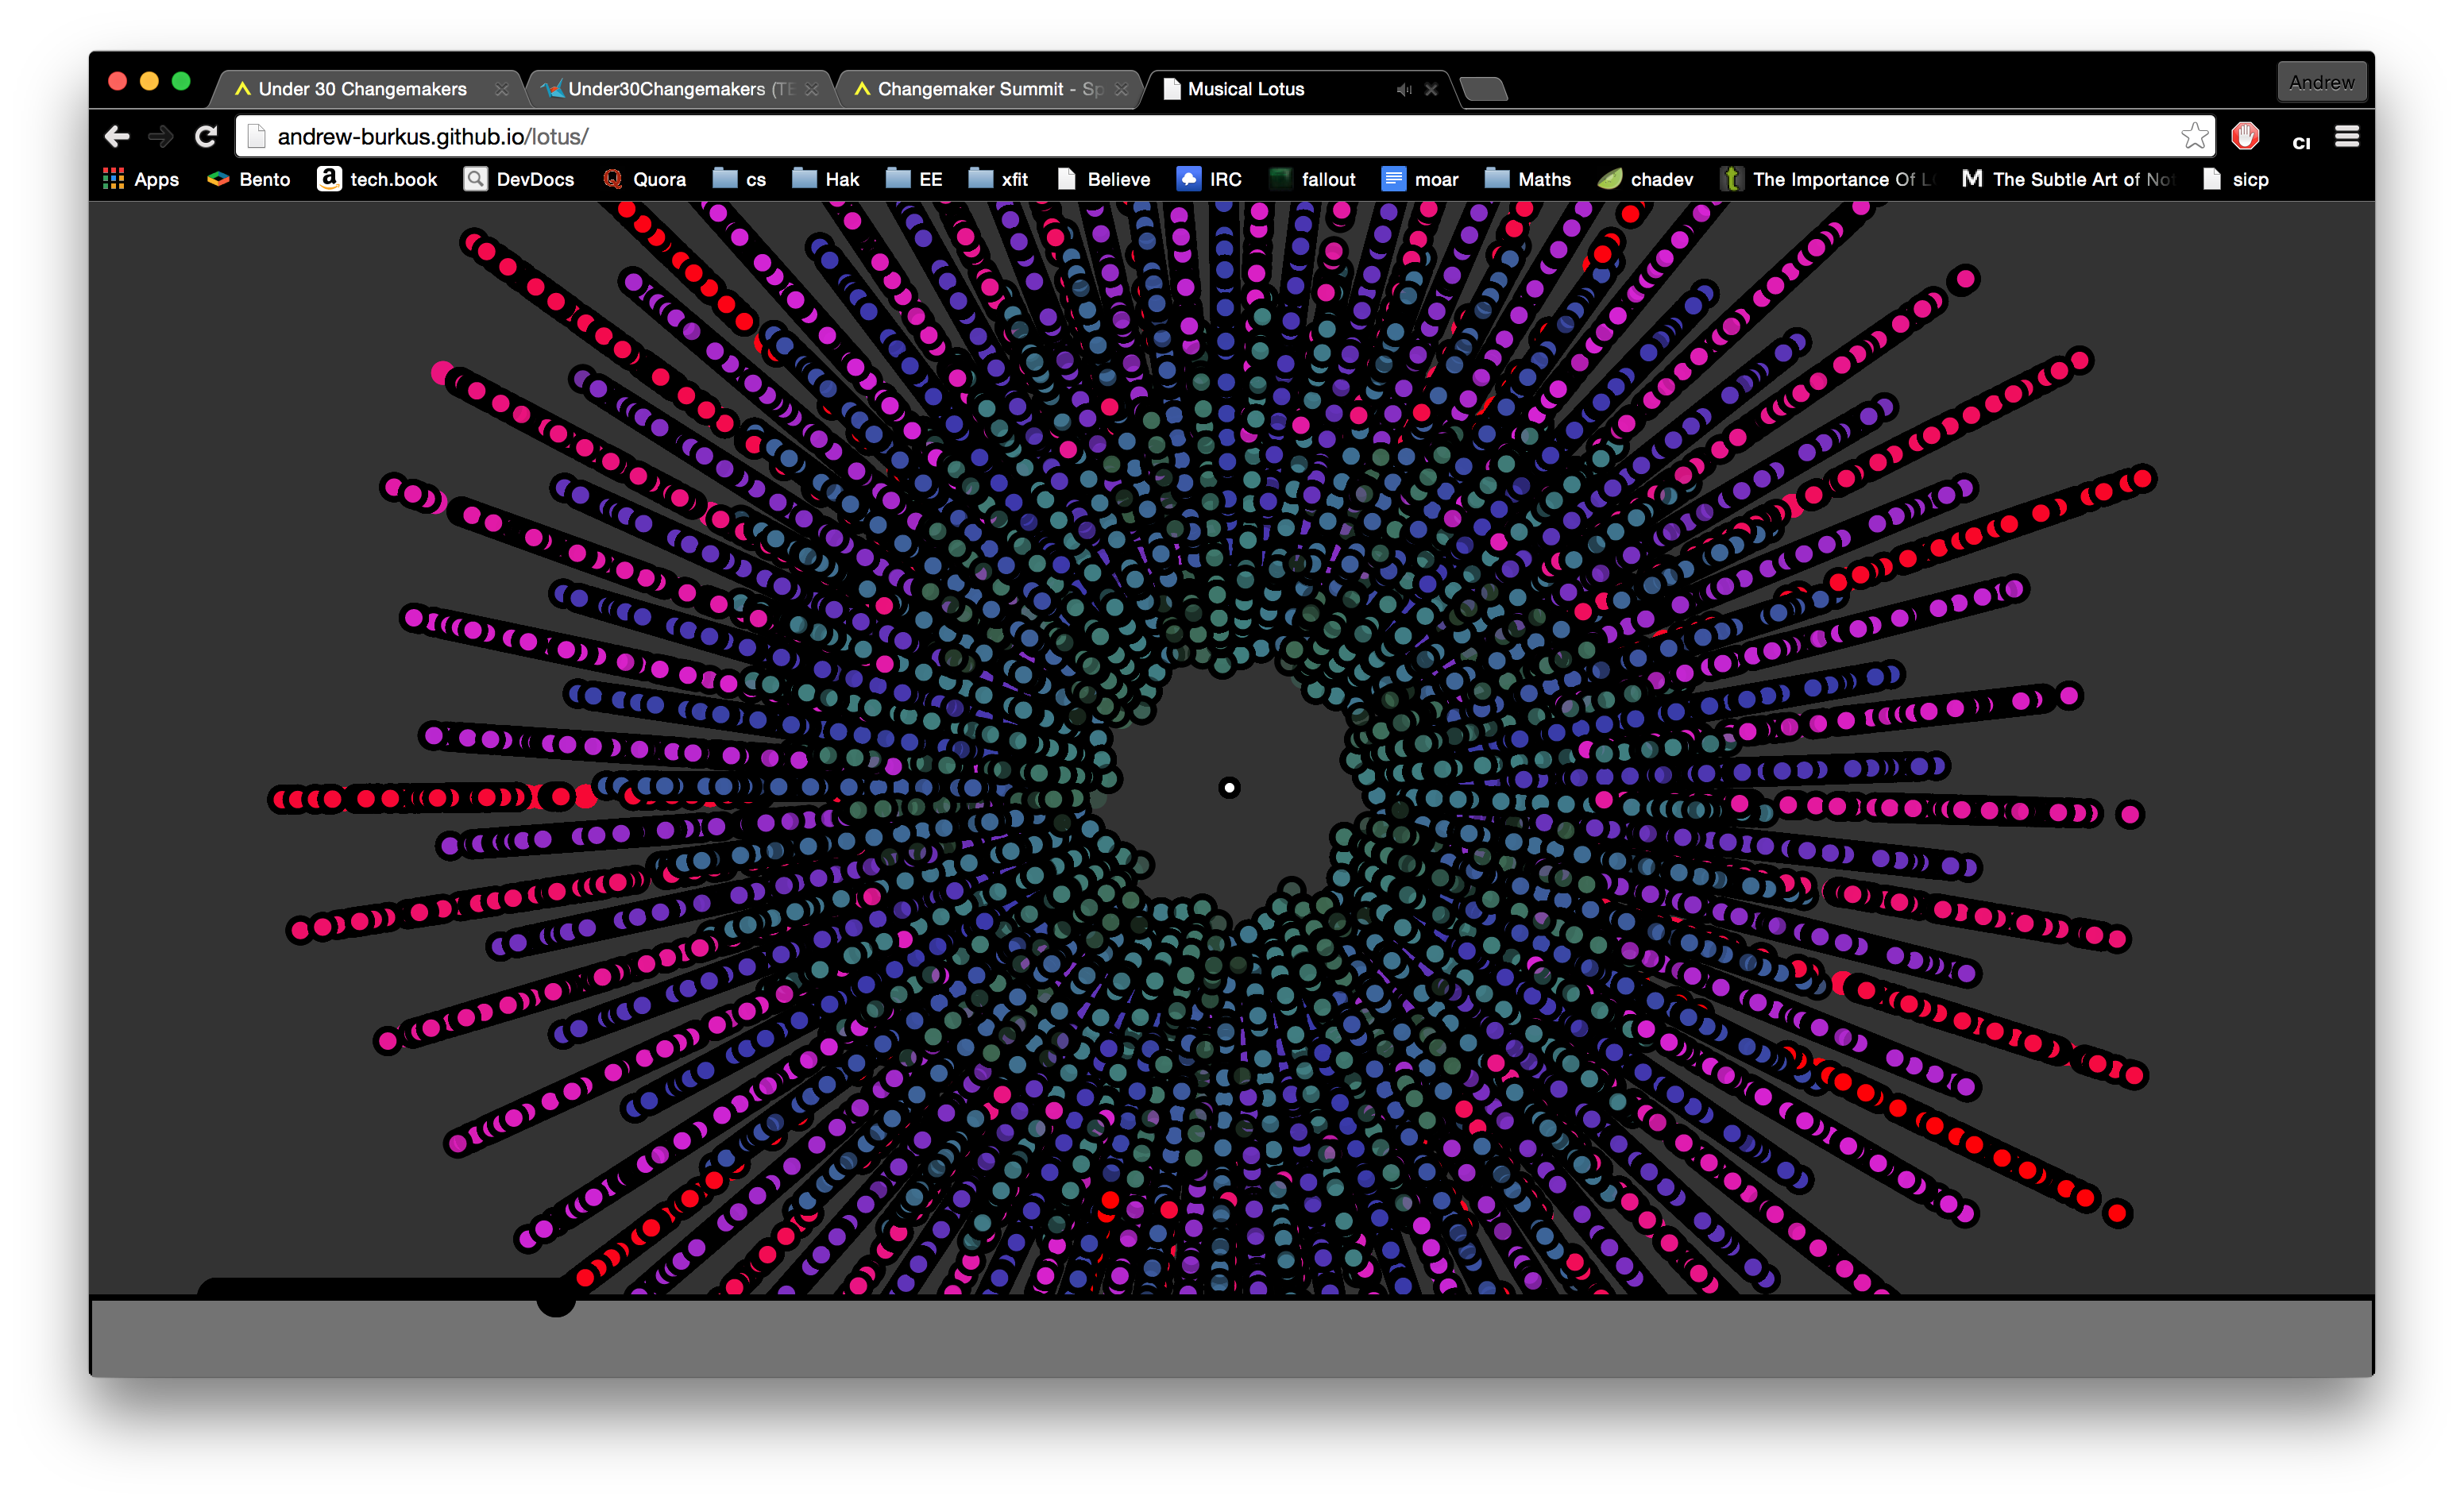 Under 30 Changemakers Under30Changemakers (TE Changemaker Summit - Sp Musical Lotus Andrew
andrew-burkus.github.io/lotus/ CI
Apps Bento a tech.book DevDocs Quora cs Hak EE xfit Believe IRC fallout moar Maths chadev t The Importance Of L M The Subtle Art of Not sicp